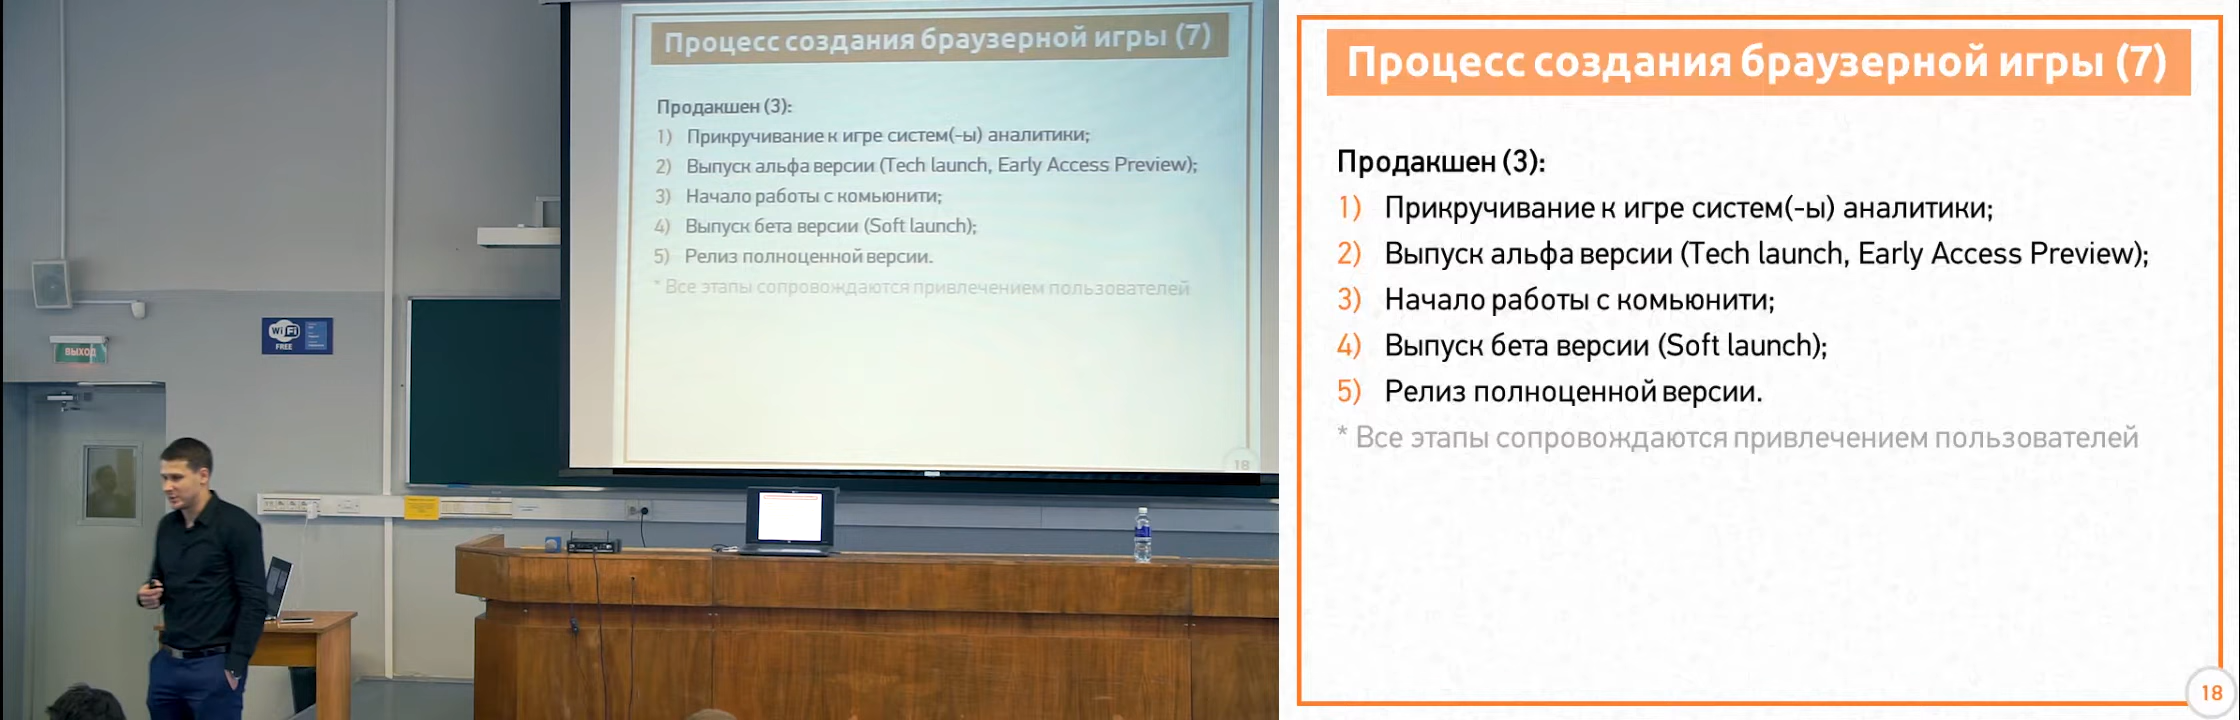 Процесс создания браузерной игры (7)
Продакшен (3):
1) Прикручивание к игре систем(-ы) аналитики;
2) Выпуск альфа версии (Tech launch, Early Access Preview);
3) Начало работы с комьюнити;
4) Выпуск бета версии (Soft launch);
5) Релиз полноценной версии.
* Все этапы сопровождаются привлечением пользователей
18
Wi Fi
FREE
ВЫХОД
Процесс создания браузерной игры (7)
Продакшен (3):
1) Прикручивание к игре систем(-ы) аналитики;
2) Выпуск альфа версии (Tech launch, Early Access Preview);
3) Начало работы с комьюнити;
4) Выпуск бета версии (Soft launch);
5) Релиз полноценной версии.
* Все этапы сопровождаются привлечением пользователей
18